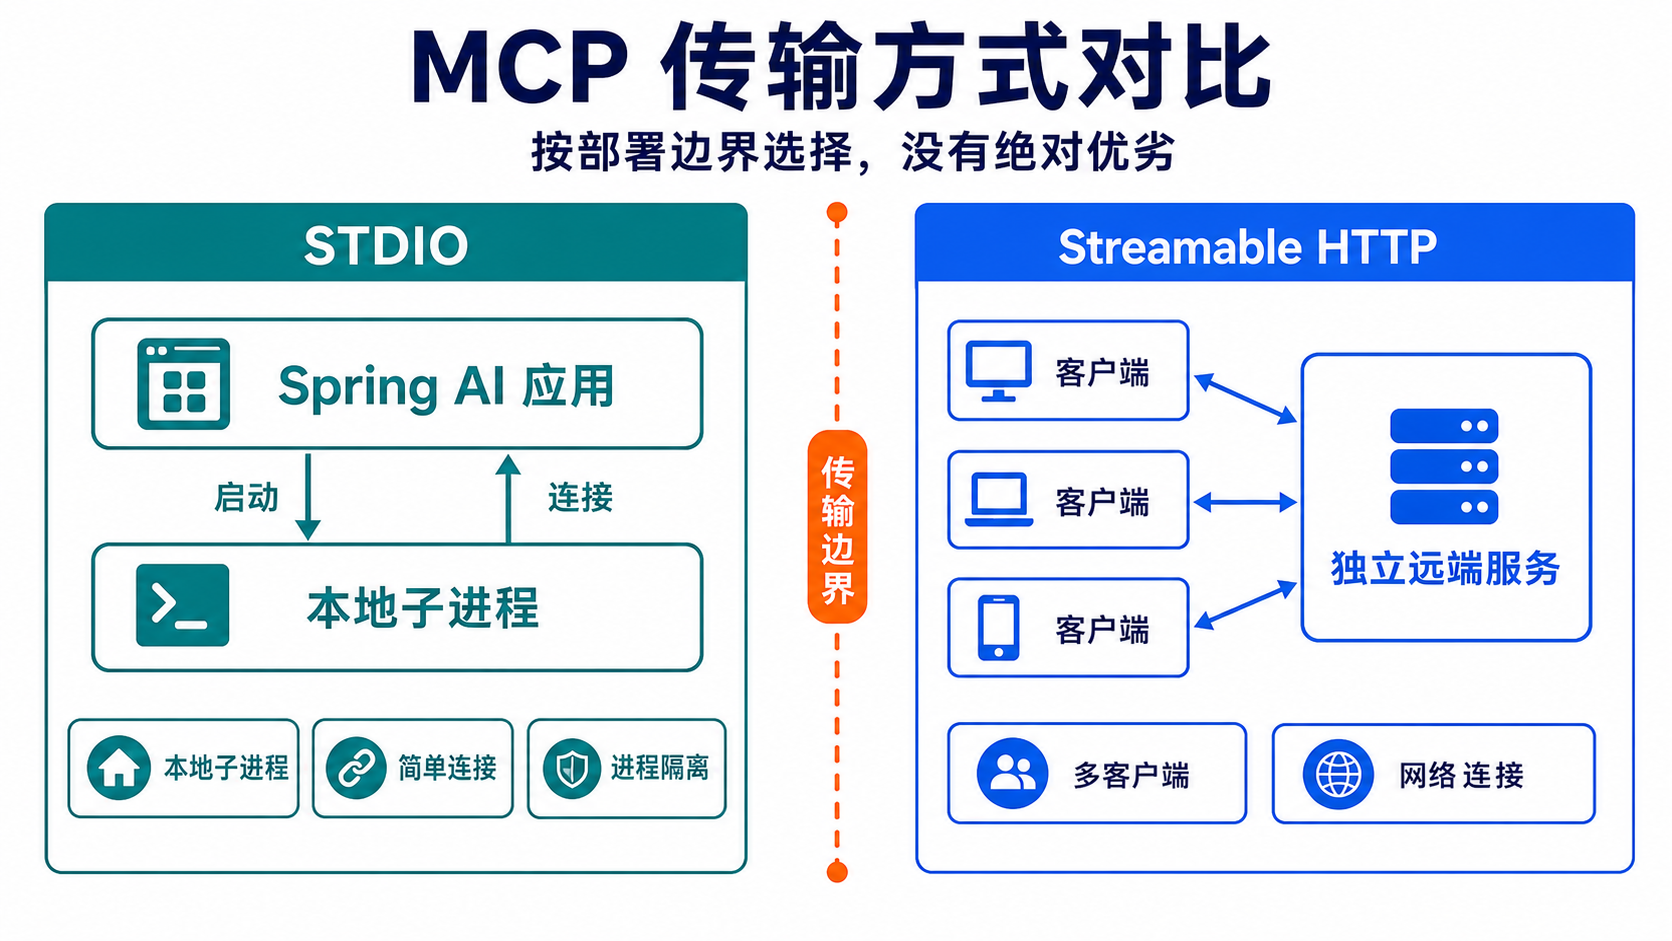 MCP 传输方式对比
按部署边界选择，没有绝对优劣
STDIO
Spring AI 应用
启动
连接
本地子进程
本地子进程
简单连接
进程隔离
传输边界
Streamable HTTP
客户端
客户端
客户端
独立远端服务
多客户端
网络连接